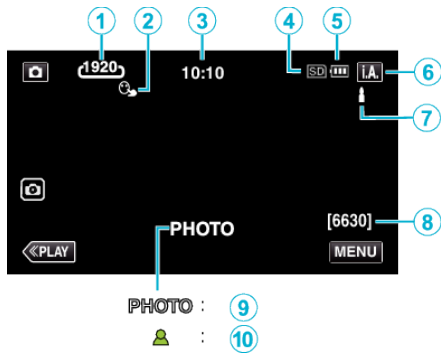 1 2 3 4 5
1920 10:10 SD i.A. 6
7
PHOTO [6630] 8
≪PLAY MENU
PHOTO : 9
: 10